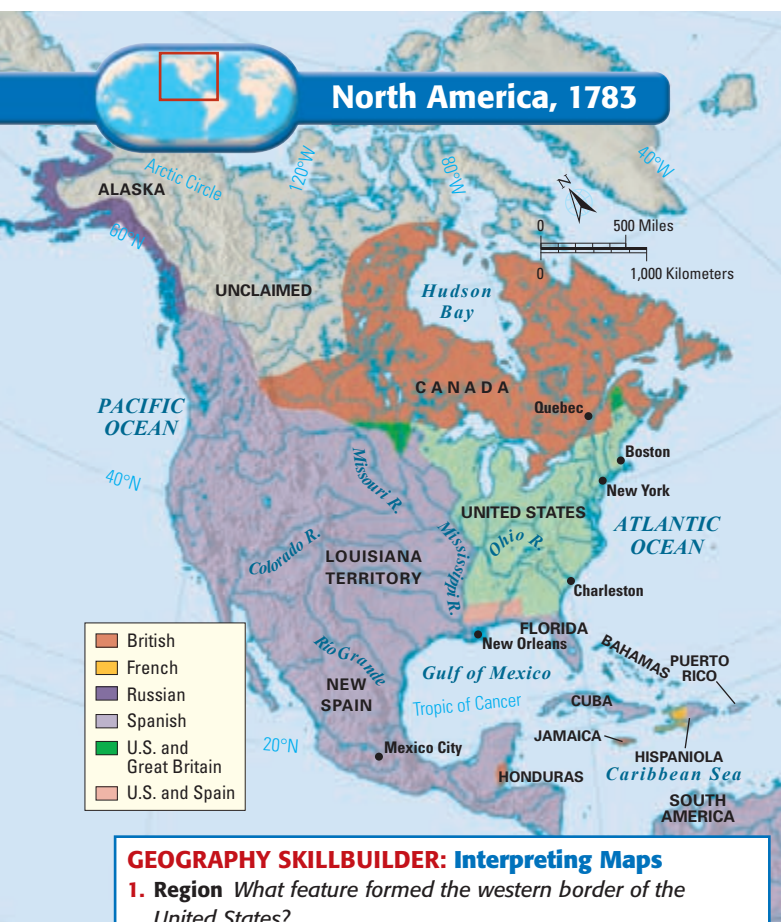 North America, 1783
120°W
80°W
40°W
Arctic Circle
ALASKA
60°N
N
0 500 Miles
0 1,000 Kilometers
UNCLAIMED
Hudson
Bay
CANADA
PACIFIC
OCEAN
Quebec
Boston
40°N
New York
Missouri R.
UNITED STATES
ATLANTIC
OCEAN
Ohio R.
Mississippi R.
Colorado R.
LOUISIANA
TERRITORY
Charleston
FLORIDA
New Orleans
BAHAMAS
PUERTO
RICO
Rio Grande
Gulf of Mexico
NEW
SPAIN
Tropic of Cancer
CUBA
20°N
Mexico City
JAMAICA
HISPANIOLA
HONDURAS
Caribbean Sea
SOUTH
AMERICA
British
French
Russian
Spanish
U.S. and
Great Britain
U.S. and Spain
GEOGRAPHY SKILLBUILDER: Interpreting Maps
1. Region What feature formed the western border of the
United States?